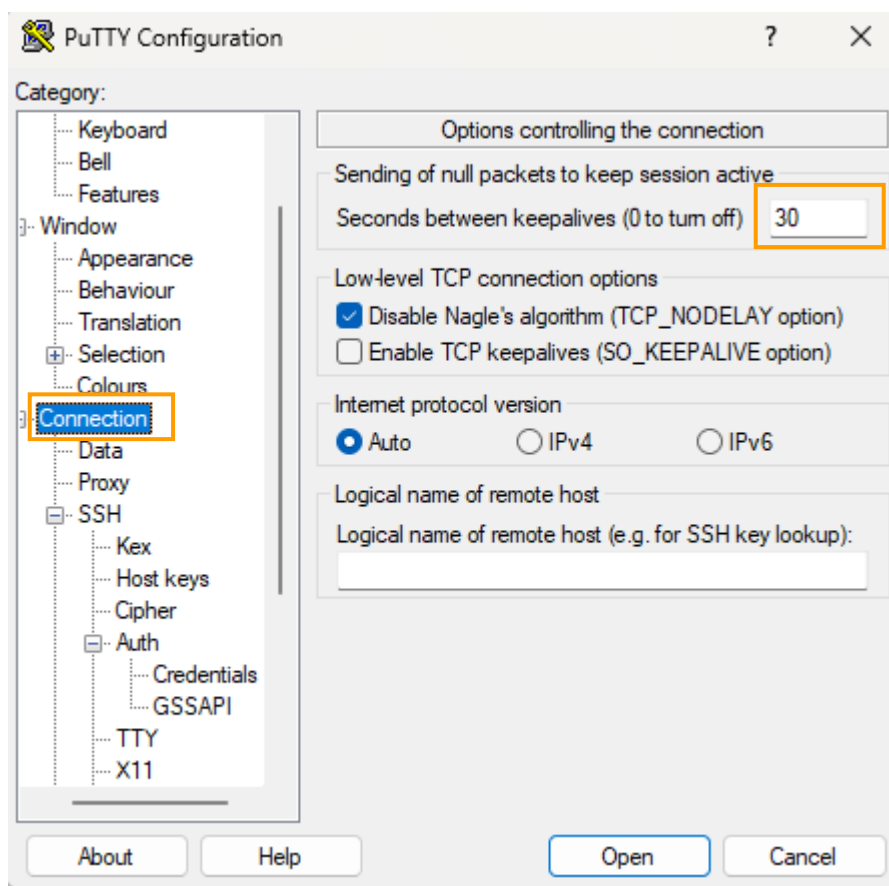 PuTTY Configuration
?
Category:
Keyboard
Bell
Features
Window
Appearance
Behaviour
Translation
Selection
Colours
Connection
Data
Proxy
SSH
Kex
Host keys
Cipher
Auth
Credentials
GSSAPI
TTY
X11
Options controlling the connection
Sending of null packets to keep session active
Seconds between keepalives (0 to turn off) 30
Low-level TCP connection options
Disable Nagle's algorithm (TCP_NODELAY option)
Enable TCP keepalives (SO_KEEPALIVE option)
Internet protocol version
Auto IPv4 IPv6
Logical name of remote host
Logical name of remote host (e.g. for SSH key lookup):
About Help Open Cancel